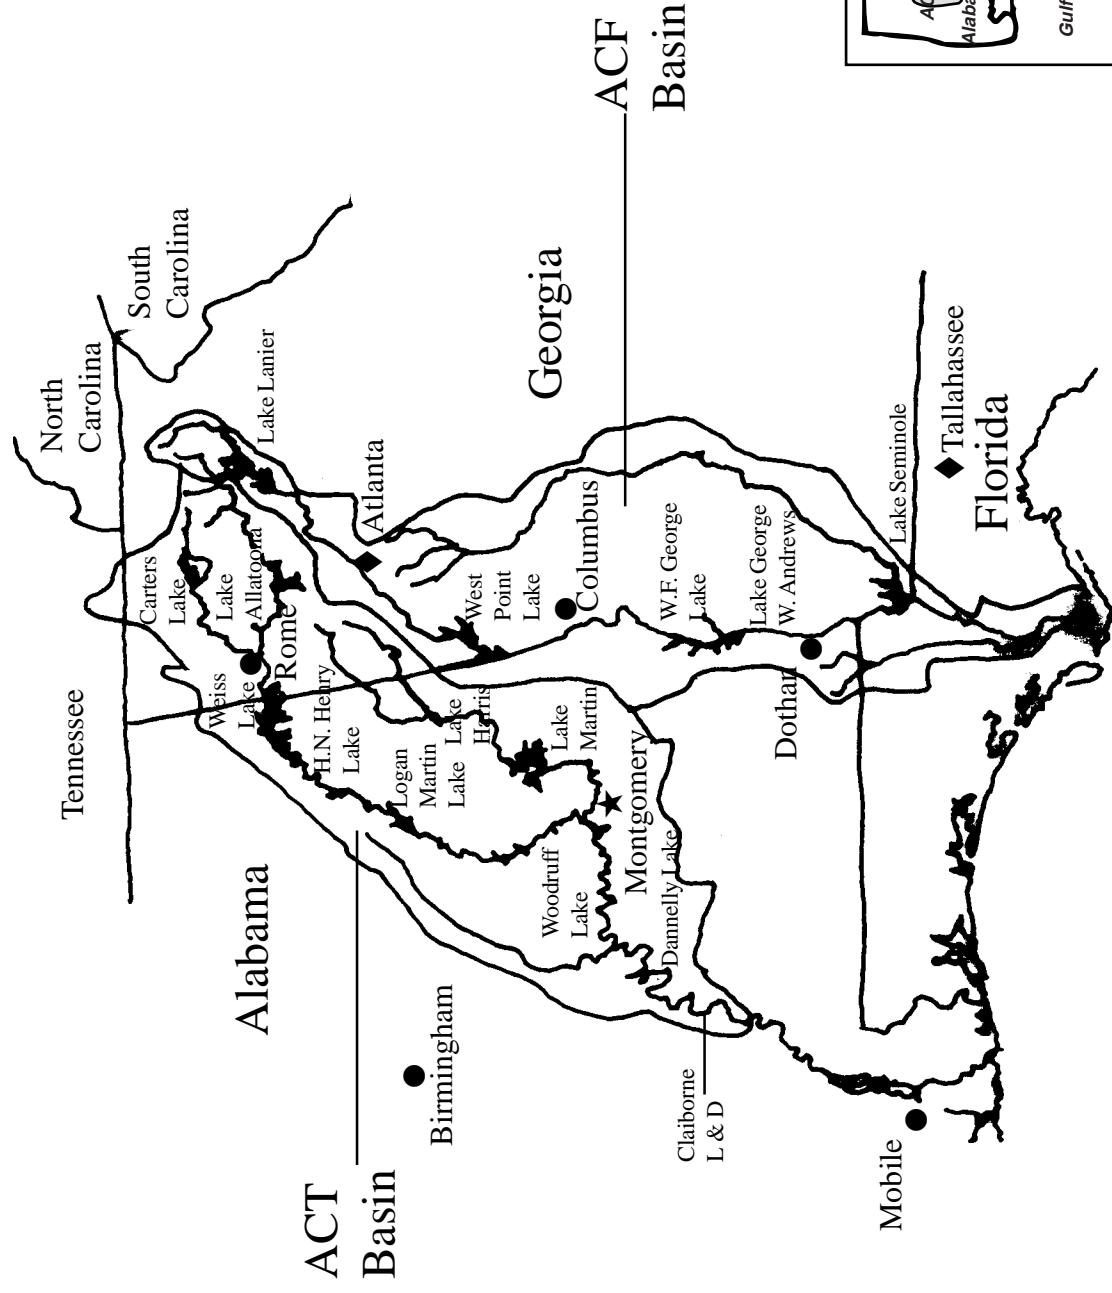 Tennessee
North
Carolina
South
Carolina
Alabama
Georgia
Florida
ACT
Basin
ACF
Basin
Carters
Lake
Lake
Allatoona
Lake Lanier
Weiss
Lake
Rome
H.N. Henry
Lake
Atlanta
Birmingham
Logan
Martin
Lake
Lake
Harris
West
Point
Lake
Lake
Martin
Columbus
Woodruff
Lake
Montgomery
Dannelly Lake
W.F. George
Lake
Claiborne
L & D
Lake George
W. Andrews
Dothan
Lake Seminole
Tallahassee
Mobile
Gulf